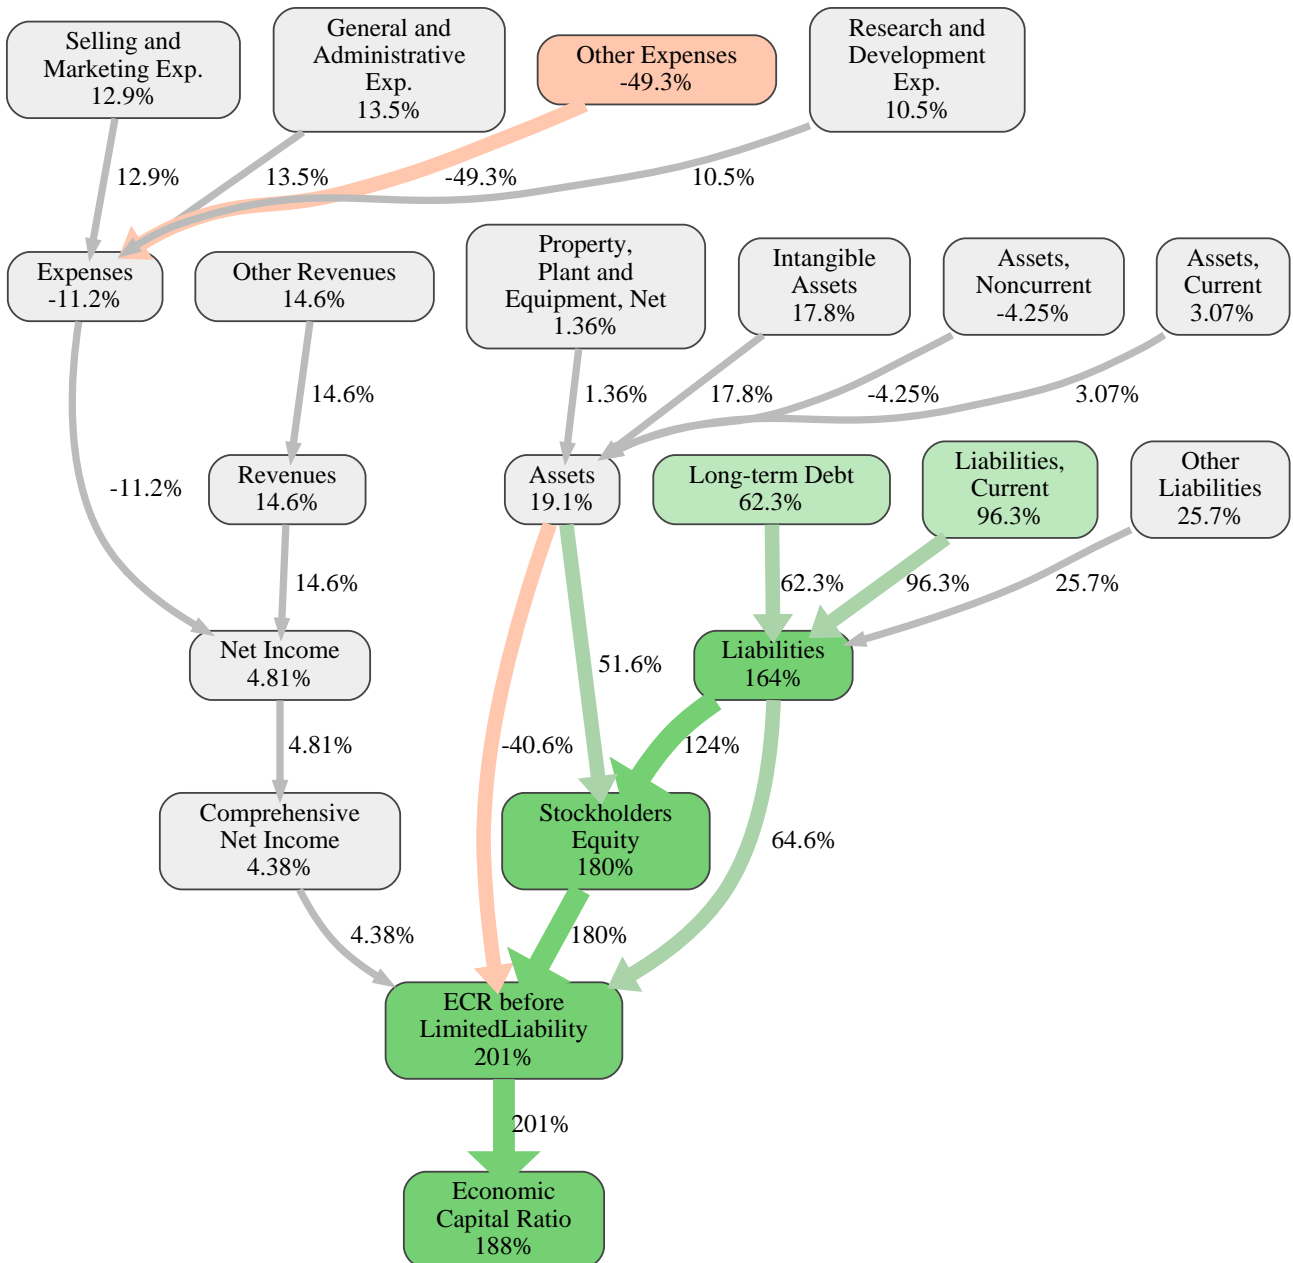 Selling and
Marketing Exp.
12.9%
General and
Administrative
Exp.
13.5%
Other Expenses
-49.3%
Research and
Development
Exp.
10.5%
12.9%
13.5%
-49.3%
10.5%
Expenses
-11.2%
Other Revenues
14.6%
Property,
Plant and
Equipment, Net
1.36%
Intangible
Assets
17.8%
Assets,
Noncurrent
-4.25%
Assets,
Current
3.07%
14.6%
1.36%
17.8%
-4.25%
3.07%
-11.2%
Revenues
14.6%
Assets
19.1%
Long-term Debt
62.3%
Liabilities,
Current
96.3%
Other
Liabilities
25.7%
14.6%
62.3%
96.3%
25.7%
Net Income
4.81%
51.6%
Liabilities
164%
4.81%
-40.6%
124%
Comprehensive
Net Income
4.38%
Stockholders
Equity
180%
64.6%
4.38%
180%
ECR before
LimitedLiability
201%
201%
Economic
Capital Ratio
188%